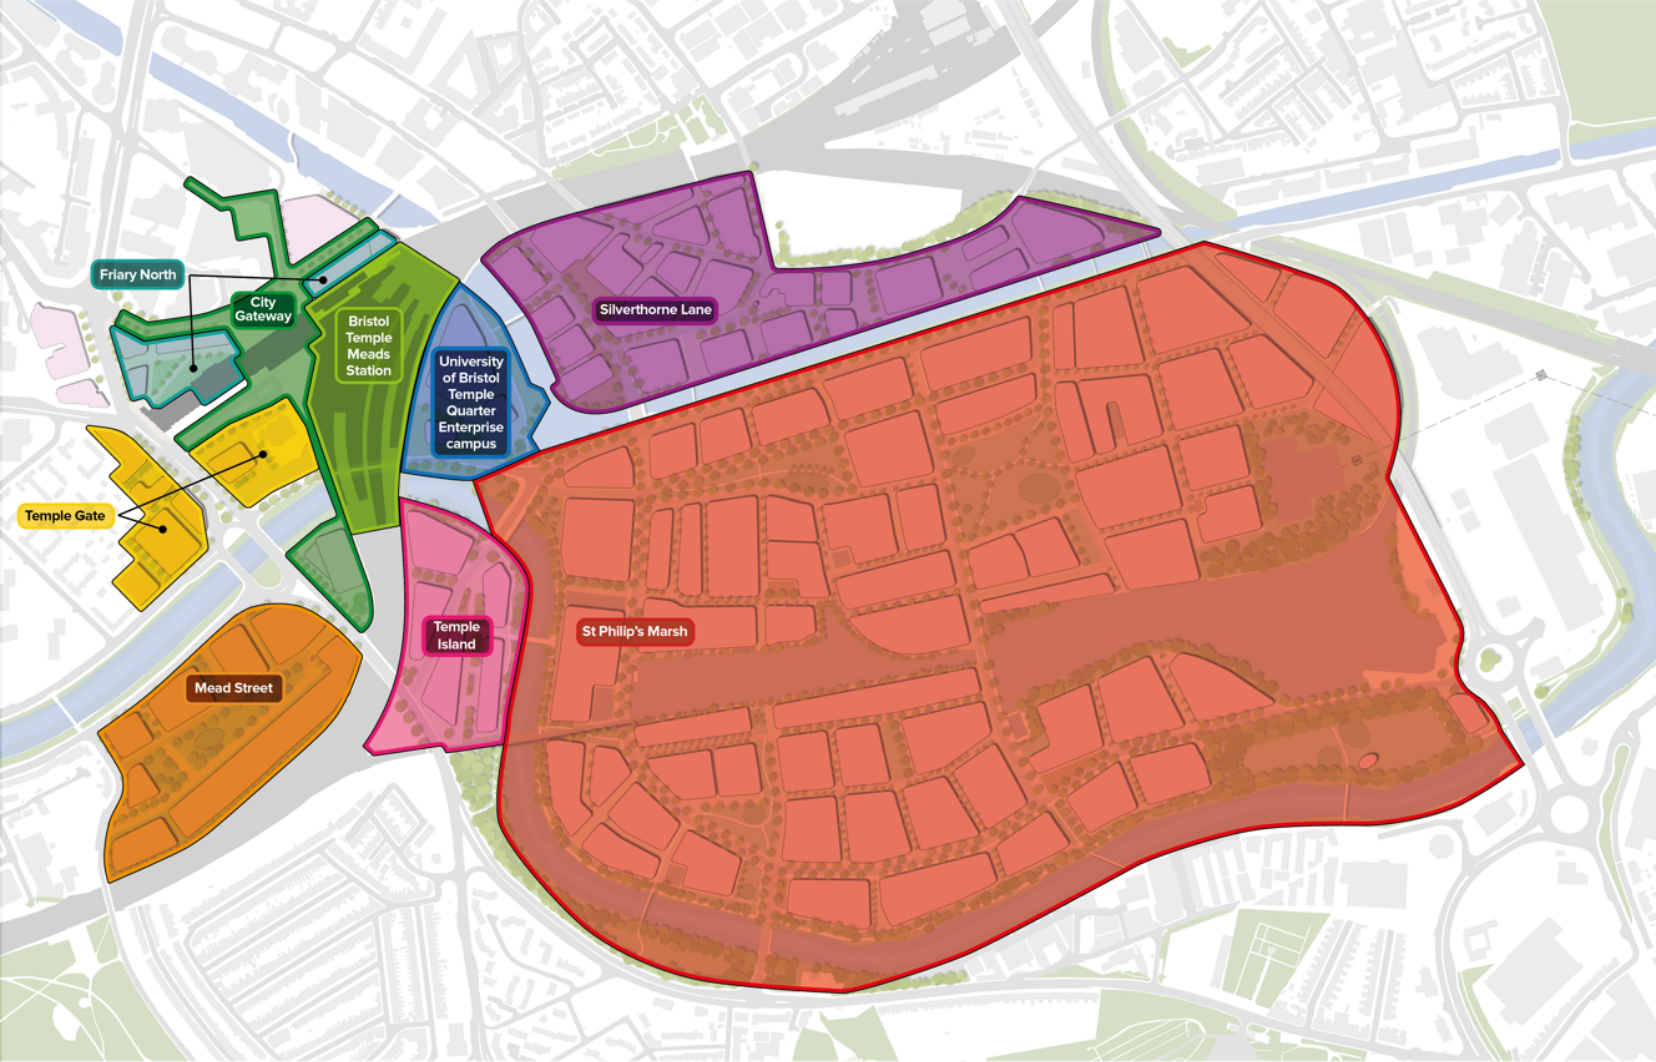 Friary North
City
Gateway
Bristol
Temple
Meads
Station
University
of Bristol
Temple
Quarter
Enterprise
campus
Silverthorne Lane
Temple Gate
Temple
Island
St Philip's Marsh
Mead Street